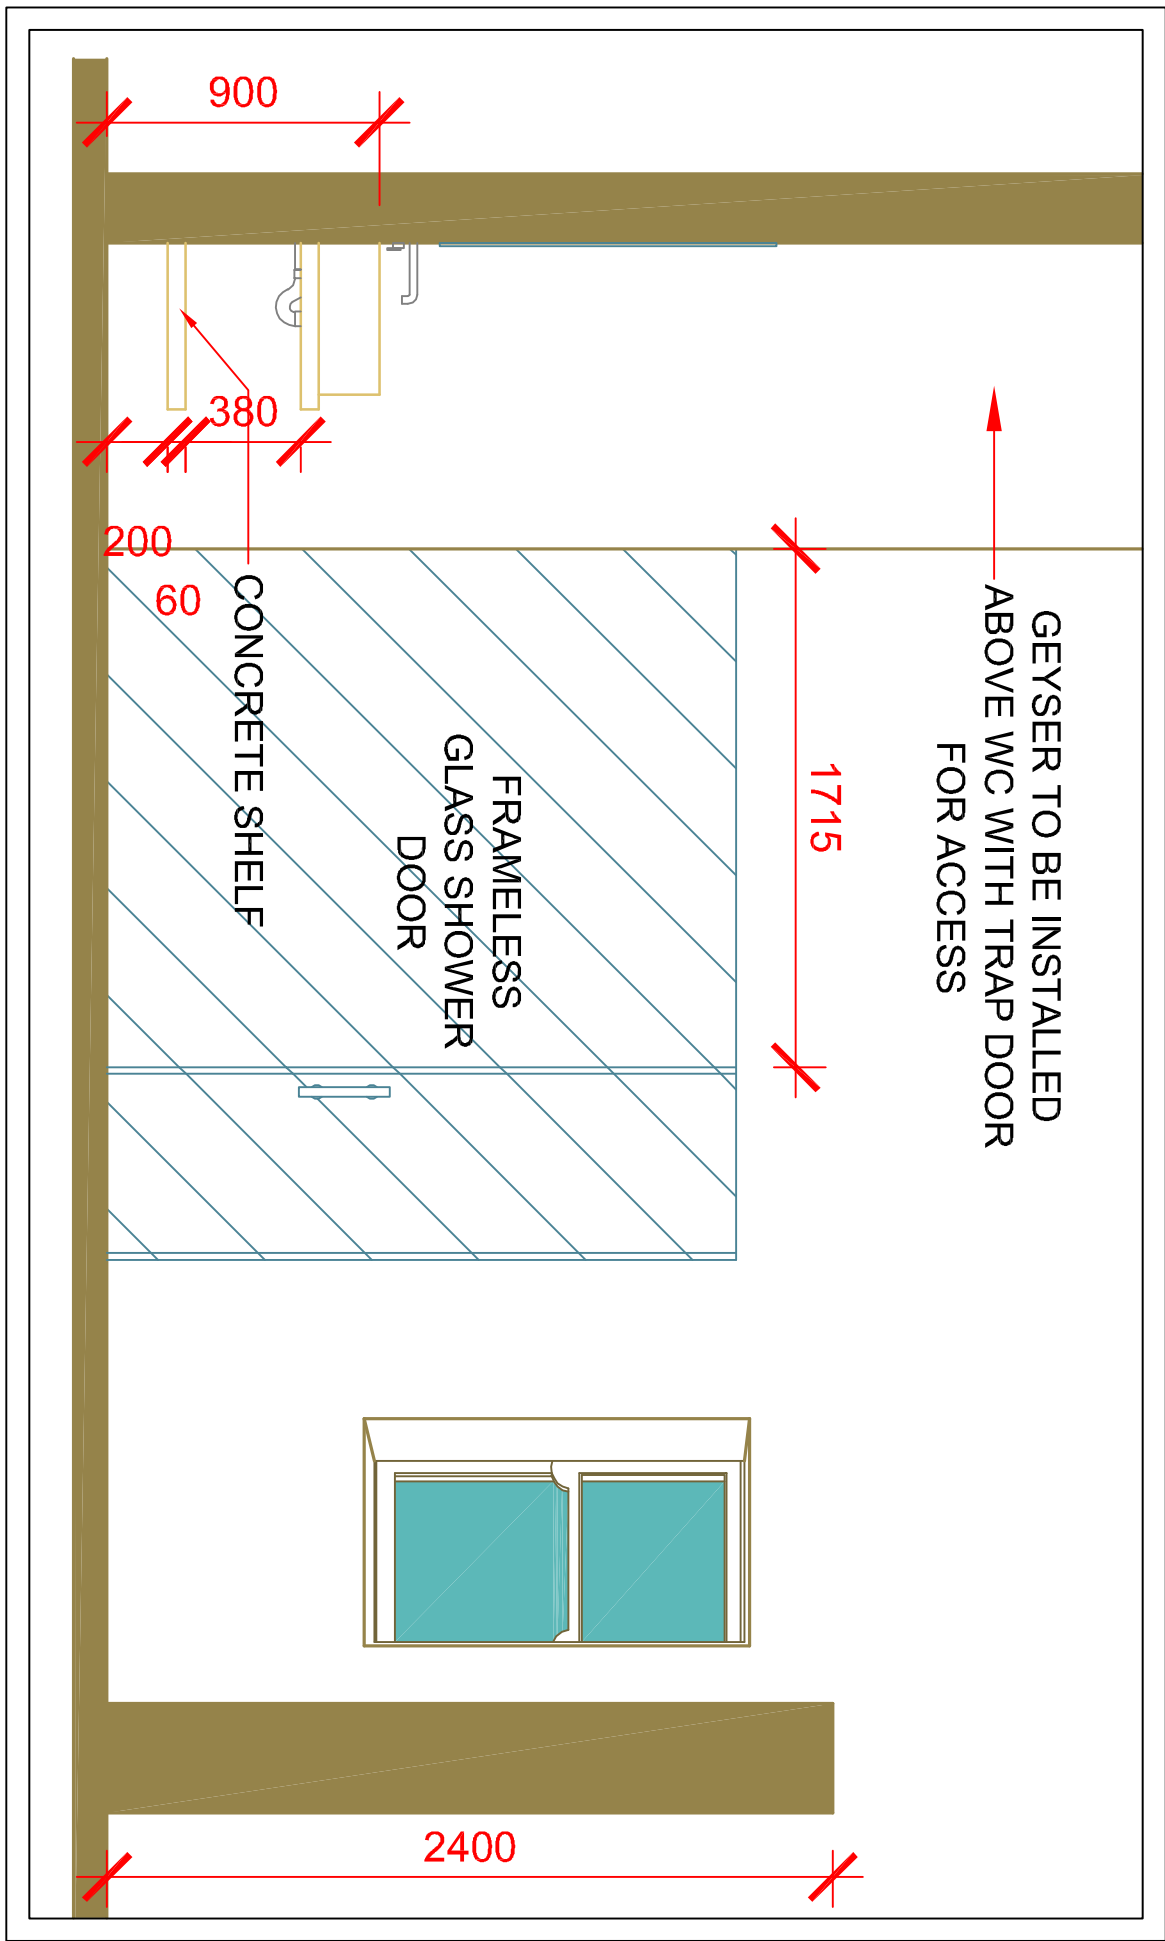 900
380
200
60
CONCRETE SHELF
FRAMELESS
GLASS SHOWER
DOOR
1715
GEYSER TO BE INSTALLED
ABOVE WC WITH TRAP DOOR
FOR ACCESS
2400